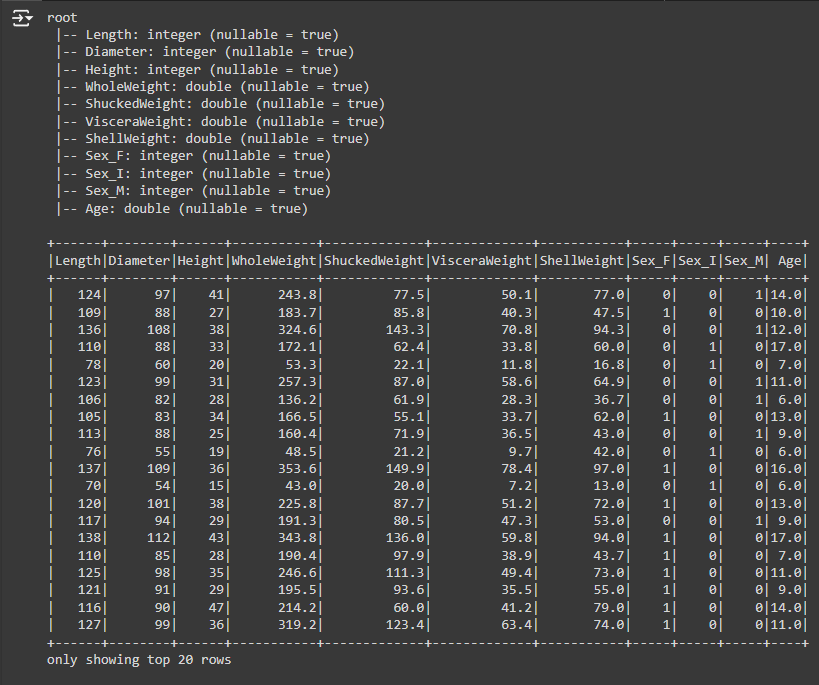 root
 |-- Length: integer (nullable = true)
 |-- Diameter: integer (nullable = true)
 |-- Height: integer (nullable = true)
 |-- WholeWeight: double (nullable = true)
 |-- ShuckedWeight: double (nullable = true)
 |-- VisceraWeight: double (nullable = true)
 |-- ShellWeight: double (nullable = true)
 |-- Sex_F: integer (nullable = true)
 |-- Sex_I: integer (nullable = true)
 |-- Sex_M: integer (nullable = true)
 |-- Age: double (nullable = true)

+------+--------+------+-----------+-------------+-------------+-----------+-----+-----+-----+----+
|Length|Diameter|Height|WholeWeight|ShuckedWeight|VisceraWeight|ShellWeight|Sex_F|Sex_I|Sex_M| Age|
+------+--------+------+-----------+-------------+-------------+-----------+-----+-----+-----+----+
|   124|      97|    41|      243.8|         77.5|         50.1|       77.0|    0|    0|    1|14.0|
|   109|      88|    27|      183.7|         85.8|         40.3|       47.5|    1|    0|    0|10.0|
|   136|     108|    38|      324.6|        143.3|         70.8|       94.3|    0|    0|    1|12.0|
|   110|      88|    33|      172.1|         62.4|         33.8|       60.0|    0|    1|    0|17.0|
|    78|      60|    20|       53.3|         22.1|         11.8|       16.8|    0|    1|    0| 7.0|
|   123|      99|    31|      257.3|         87.0|         58.6|       64.9|    0|    0|    1|11.0|
|   106|      82|    28|      136.2|         61.9|         28.3|       36.7|    0|    0|    1| 6.0|
|   105|      83|    34|      166.5|         55.1|         33.7|       62.0|    1|    0|    0|13.0|
|   113|      88|    25|      160.4|         71.9|         36.5|       43.0|    0|    0|    1| 9.0|
|    76|      55|    19|       48.5|         21.2|          9.7|       42.0|    0|    1|    0| 6.0|
|   137|     109|    36|      353.6|        149.9|         78.4|       97.0|    1|    0|    0|16.0|
|    70|      54|    15|       43.0|         20.0|          7.2|       13.0|    0|    1|    0| 6.0|
|   120|     101|    38|      225.8|         87.7|         51.2|       72.0|    1|    0|    0|13.0|
|   117|      94|    29|      191.3|         80.5|         47.3|       53.0|    0|    0|    1| 9.0|
|   138|     112|    43|      343.8|        136.0|         59.8|       94.0|    1|    0|    0|17.0|
|   110|      85|    28|      190.4|         97.9|         38.9|       43.7|    1|    0|    0| 7.0|
|   125|      98|    35|      246.6|        111.3|         49.4|       73.0|    1|    0|    0|11.0|
|   121|      91|    29|      195.5|         93.6|         35.5|       55.0|    1|    0|    0| 9.0|
|   116|      90|    47|      214.2|         60.0|         41.2|       79.0|    1|    0|    0|14.0|
|   127|      99|    36|      319.2|        123.4|         63.4|       74.0|    1|    0|    0|11.0|
+------+--------+------+-----------+-------------+-------------+-----------+-----+-----+-----+----+
only showing top 20 rows